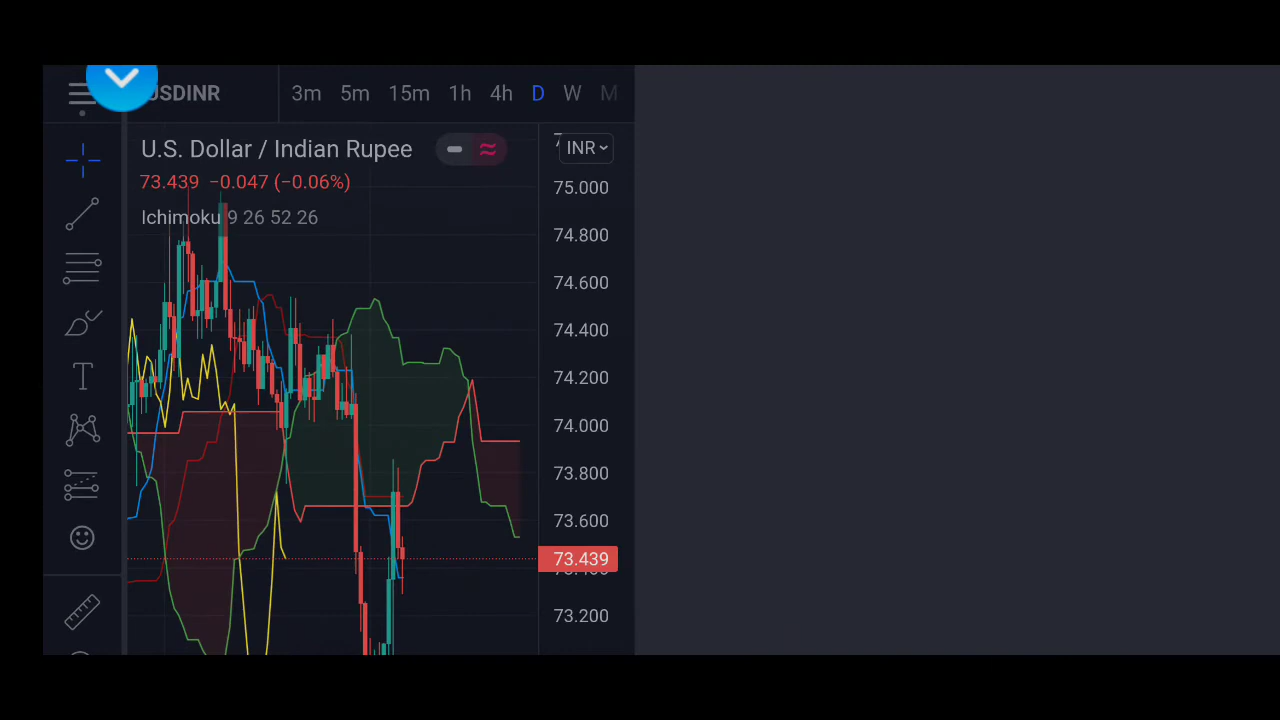 SDINR 3m 5m 15m 1h 4h D W M
U.S. Dollar / Indian Rupee
INR
73.439 −0.047 (−0.06%)
Ichimoku 9 26 52 26
75.000
74.800
74.600
74.400
74.200
74.000
73.800
73.600
73.439
73.200